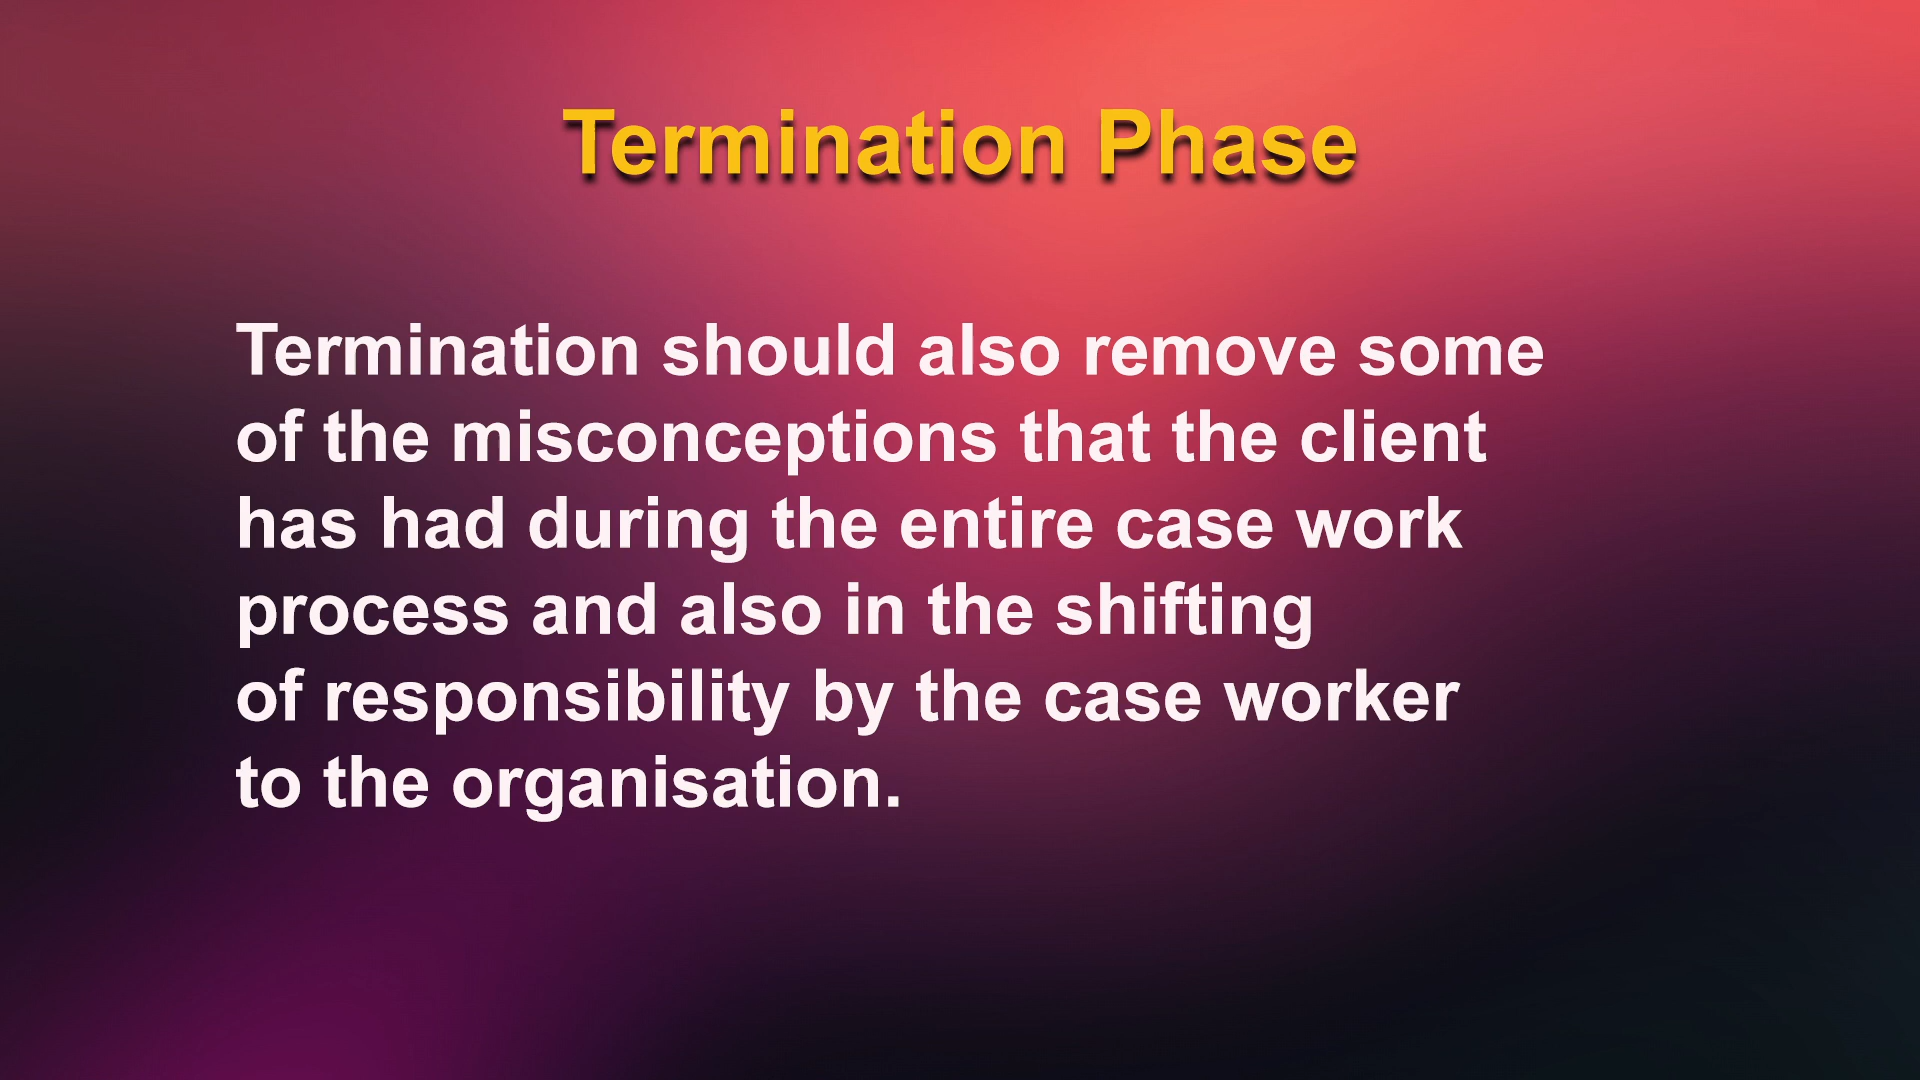 Termination Phase
Termination should also remove some
of the misconceptions that the client
has had during the entire case work
process and also in the shifting
of responsibility by the case worker
to the organisation.